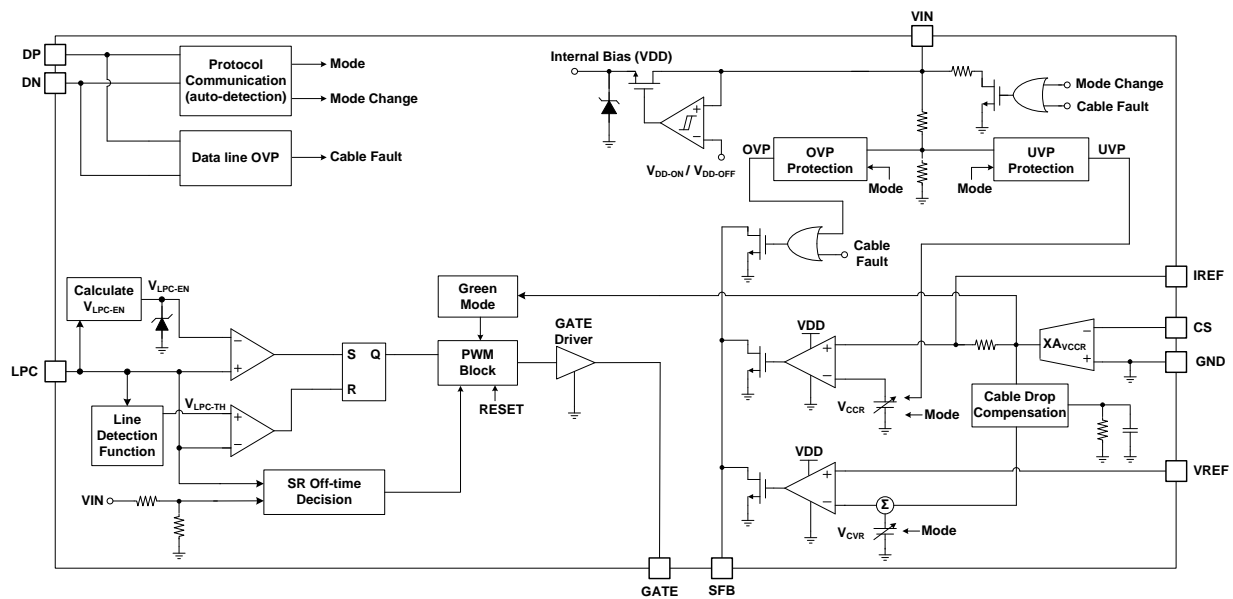 VIN
DP
DN
Protocol
Communication
(auto-detection)
Mode
Mode Change
Data line OVP
Cable Fault
Internal Bias (VDD)
VDD-ON / VDD-OFF
Mode Change
Cable Fault
OVP
OVP
Protection
Mode
UVP
Protection
UVP
Mode
Cable
Fault
IREF
CS
GND
VREF
LPC
Calculate
VLPC-EN
VLPC-EN
Line
Detection
Function
VLPC-TH
S Q
R
Green
Mode
PWM
Block
RESET
GATE
Driver
VIN
SR Off-time
Decision
VDD
VCCR
Mode
XAVCCR
Cable Drop
Compensation
VDD
Σ
VCVR
Mode
GATE
SFB